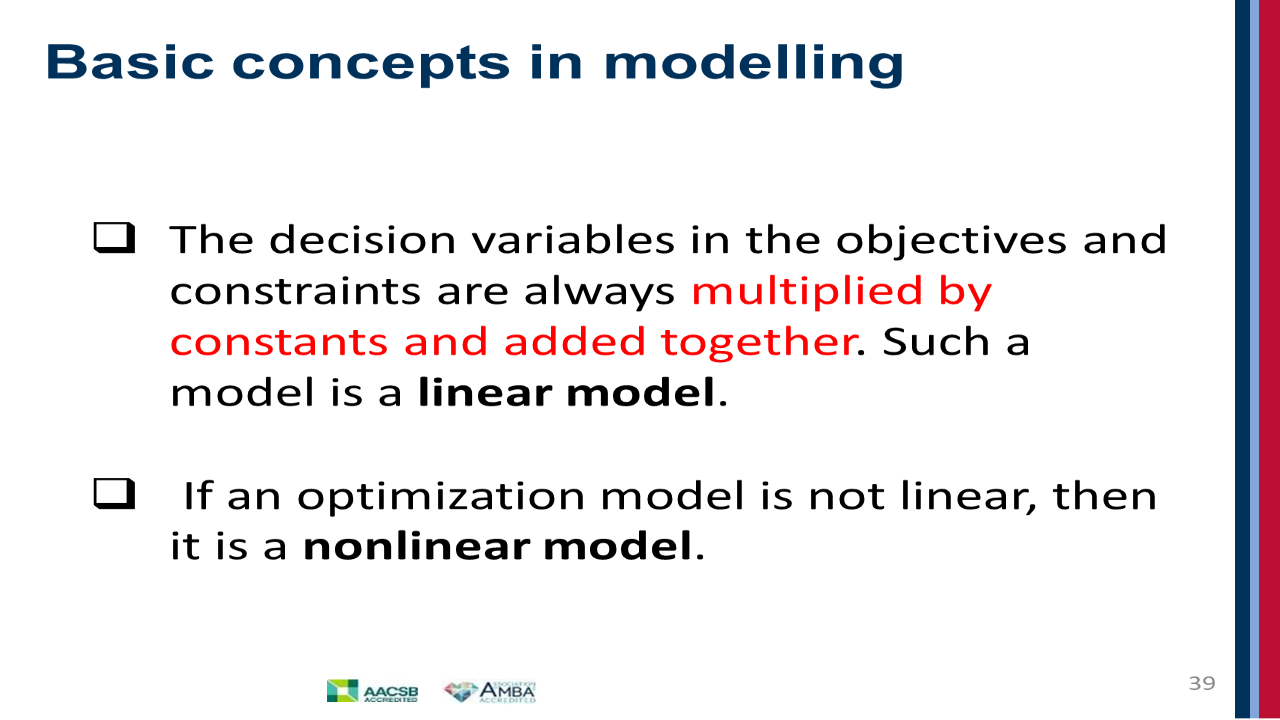 Basic concepts in modelling
The decision variables in the objectives and
constraints are always multiplied by
constants and added together. Such a
model is a linear model.
If an optimization model is not linear, then
it is a nonlinear model.
AACSB
ACCREDITED
ASSOCIATION
AMBA
ACCREDITED
39